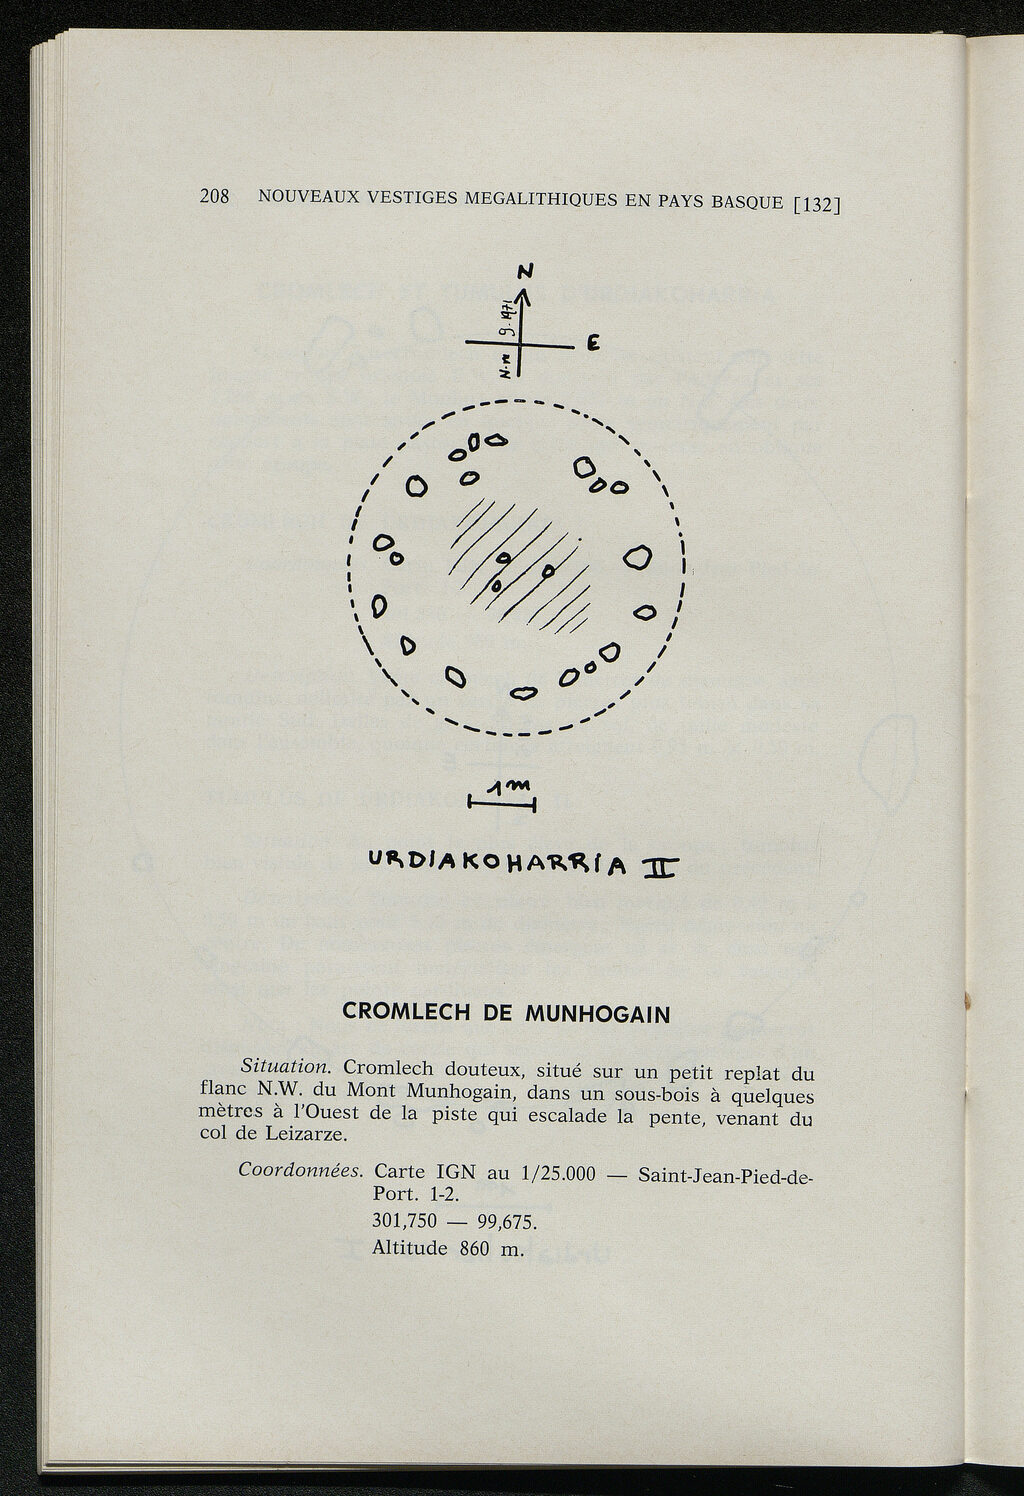 208 NOUVEAUX VESTIGES MEGALITHIQUES EN PAYS BASQUE [132]
N
9.1971
E
N.m
1m
URDIAKOHARRIA II
CROMLECH DE MUNHOGAIN
Situation. Cromlech douteux, situé sur un petit replat du
flanc N.W. du Mont Munhogain, dans un sous-bois à quelques
mètres à l'Ouest de la piste qui escalade la pente, venant du
col de Leizarze.
Coordonnées. Carte IGN au 1/25.000 — Saint-Jean-Pied-de-
Port. 1-2.
301,750 — 99,675.
Altitude 860 m.